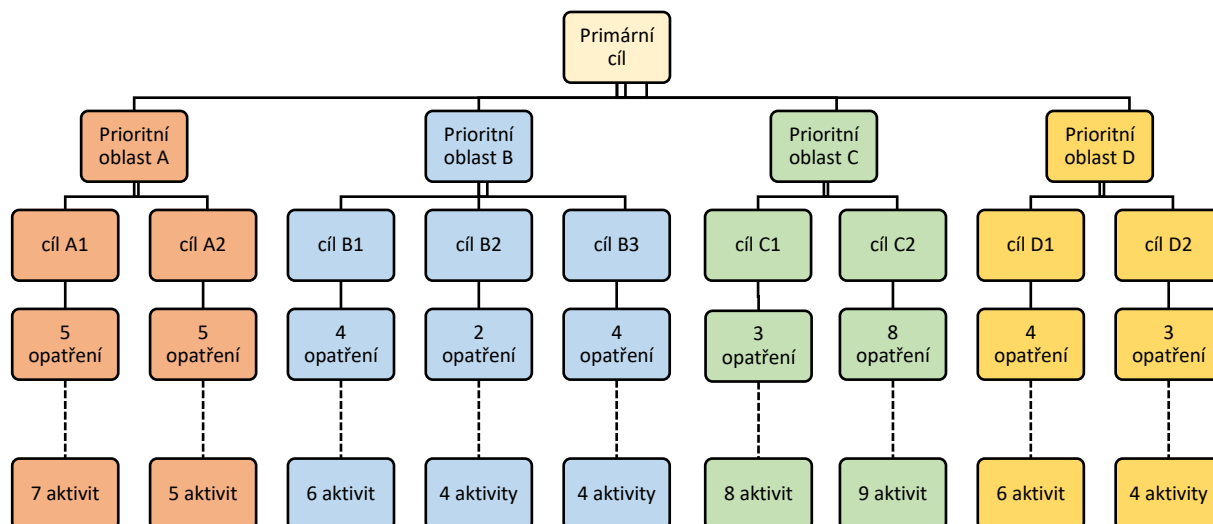 Primární
cíl
Prioritní
oblast A
Prioritní
oblast B
Prioritní
oblast C
Prioritní
oblast D
cíl A1
cíl A2
cíl B1
cíl B2
cíl B3
cíl C1
cíl C2
cíl D1
cíl D2
5
opatření
5
opatření
4
opatření
2
opatření
4
opatření
3
opatření
8
opatření
4
opatření
3
opatření
7 aktivit
5 aktivit
6 aktivit
4 aktivity
4 aktivity
8 aktivit
9 aktivit
6 aktivit
4 aktivity